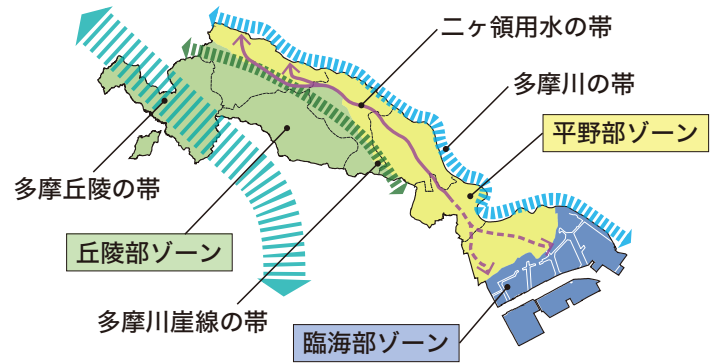 二ヶ領用水の帯
多摩川の帯
平野部ゾーン
多摩丘陵の帯
丘陵部ゾーン
多摩川崖線の帯
臨海部ゾーン